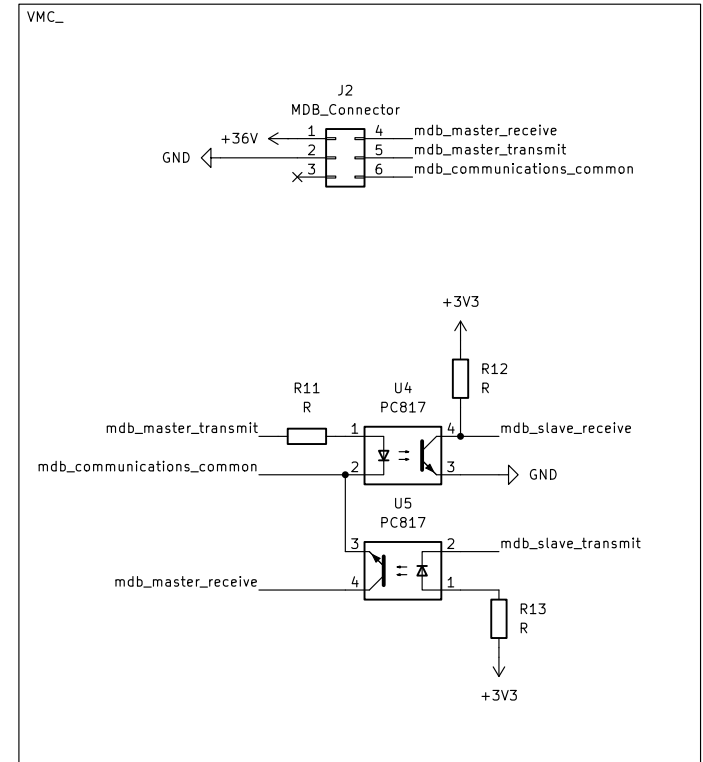 VMC_
J2
MDB_Connector
+36V 1 4 mdb_master_receive
GND 2 5 mdb_master_transmit
3 6 mdb_communications_common
+3V3
R12
R
R11 U4
R PC817
mdb_master_transmit 1 4 mdb_slave_receive
mdb_communications_common 2 3 GND
U5
PC817
3 2 mdb_slave_transmit
mdb_master_receive 4 1
R13
R
+3V3